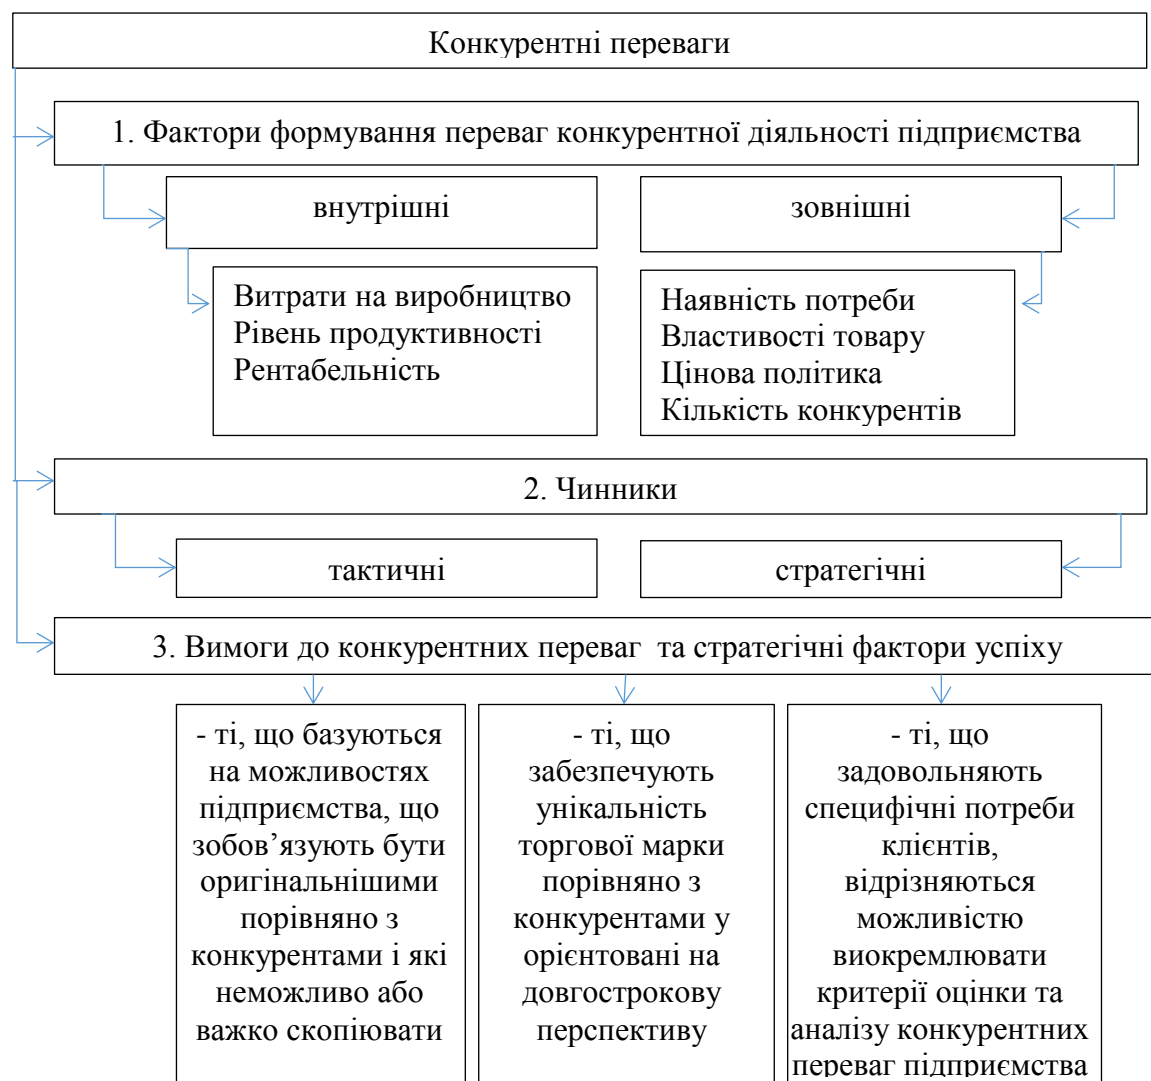 Конкурентні переваги
1. Фактори формування переваг конкурентної діяльності підприємства
внутрішні
зовнішні
Витрати на виробництво
Рівень продуктивності
Рентабельність
Наявність потреби
Властивості товару
Цінова політика
Кількість конкурентів
2. Чинники
тактичні
стратегічні
3. Вимоги до конкурентних переваг та стратегічні фактори успіху
- ті, що базуються
на можливостях
підприємства, що
зобов’язують бути
оригінальнішими
порівняно з
конкурентами і які
неможливо або
важко скопіювати
- ті, що
забезпечують
унікальність
торгової марки
порівняно з
конкурентами у
орієнтовані на
довгострокову
перспективу
- ті, що
задовольняють
специфічні потреби
клієнтів,
відрізняються
можливістю
виокремлювати
критерії оцінки та
аналізу конкурентних
переваг підприємства